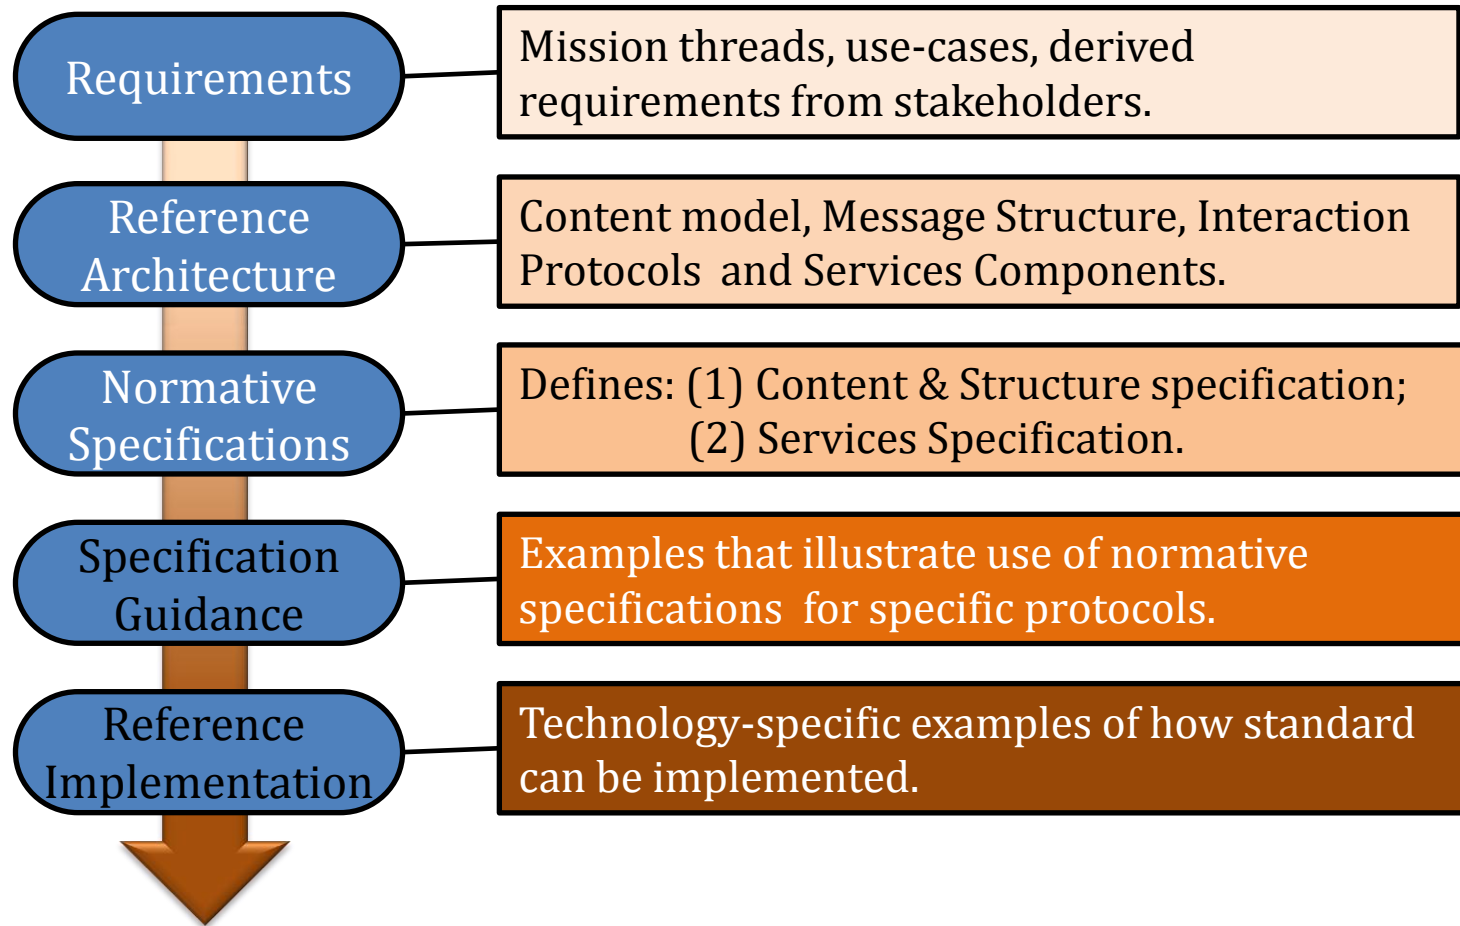 Requirements
Mission threads, use-cases, derived
requirements from stakeholders.
Reference
Architecture
Content model, Message Structure, Interaction
Protocols  and Services Components.
Normative
Specifications
Defines: (1) Content & Structure specification;
(2) Services Specification.
Specification
Guidance
Examples that illustrate use of normative
specifications  for specific protocols.
Reference
Implementation
Technology-specific examples of how standard
can be implemented.